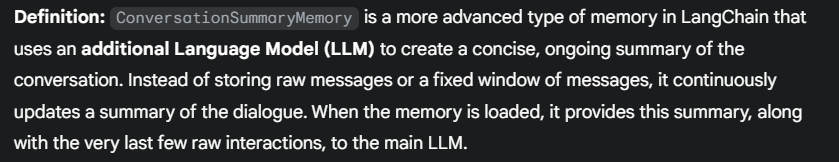 Definition: ConversationSummaryMemory is a more advanced type of memory in LangChain that
uses an additional Language Model (LLM) to create a concise, ongoing summary of the
conversation. Instead of storing raw messages or a fixed window of messages, it continuously
updates a summary of the dialogue. When the memory is loaded, it provides this summary, along
with the very last few raw interactions, to the main LLM.